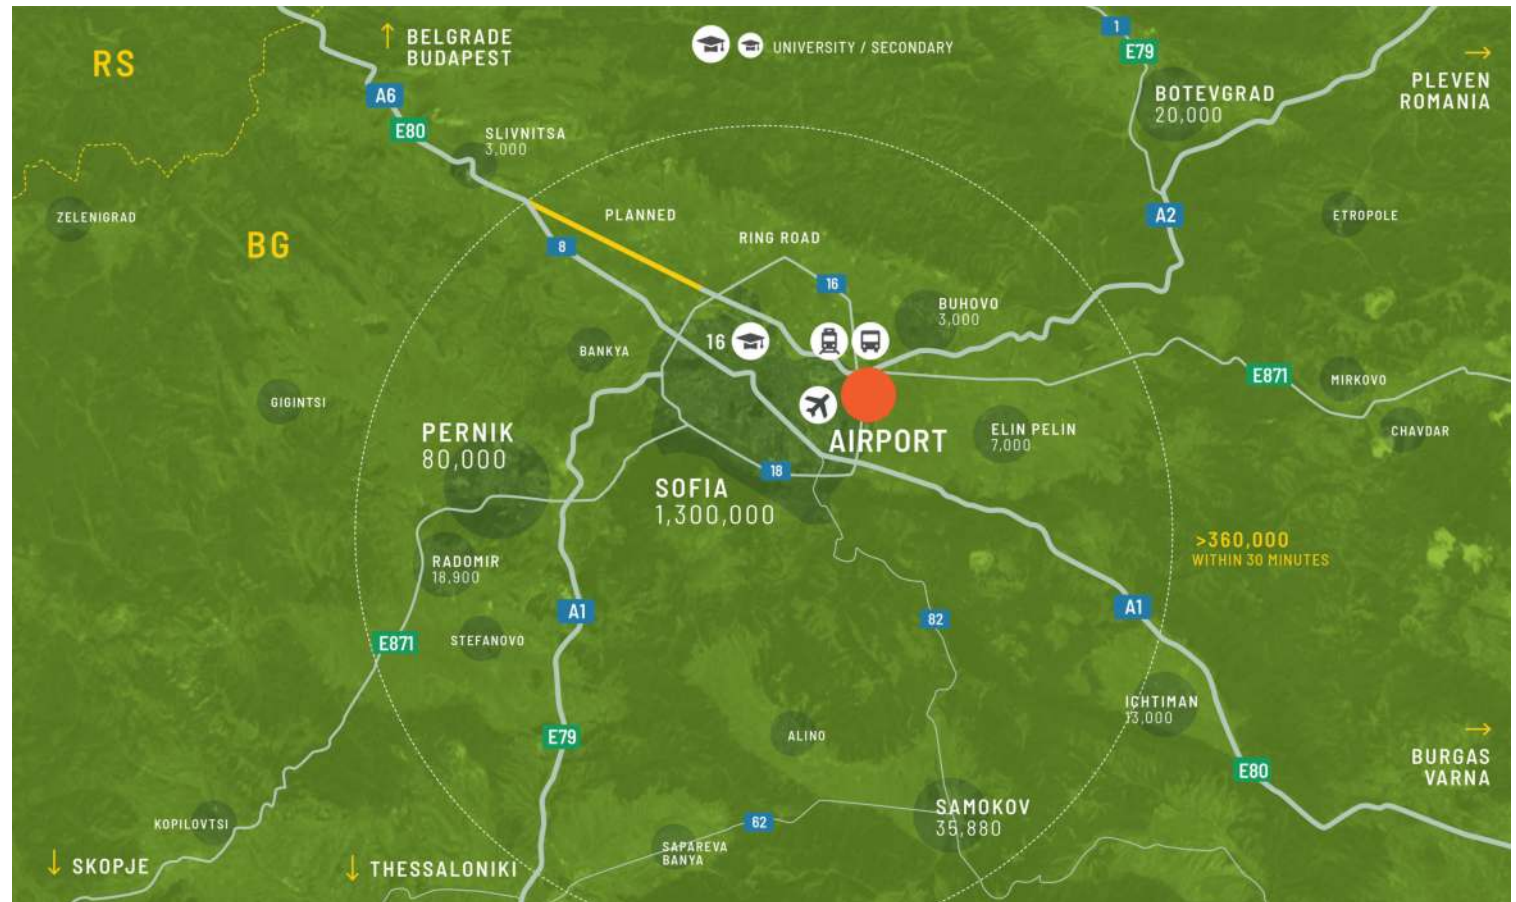 RS
BELGRADE
BUDAPEST
UNIVERSITY / SECONDARY
1
E79
PLEVEN
ROMANIA
A6
E80
BOTEVGRAD
20,000
SLIVNITSA
3,000
ZELENIGRAD
PLANNED
A2
ETROPOLE
BG
8
RING ROAD
16
BUHOVO
3,000
16
BANKYA
E871
MIRKOVO
GIGINTSI
CHAVDAR
PERNIK
80,000
AIRPORT
ELIN PELIN
7,000
18
SOFIA
1,300,000
>360,000
WITHIN 30 MINUTES
RADOMIR
18,900
A1
82
A1
E871
STEFANOVO
ICHTIMAN
13,000
E79
ALINO
BURGAS
VARNA
E80
SAMOKOV
35,880
KOPILOVTSI
62
SAPAREVA
BANYA
SKOPJE
THESSALONIKI